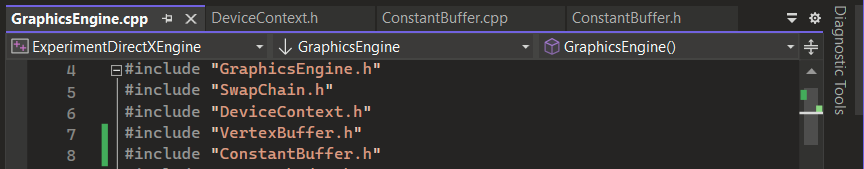 GraphicsEngine.cpp DeviceContext.h ConstantBuffer.cpp ConstantBuffer.h
ExperimentDirectXEngine GraphicsEngine GraphicsEngine()
4 #include "GraphicsEngine.h"
5 #include "SwapChain.h"
6 #include "DeviceContext.h"
7 #include "VertexBuffer.h"
8 #include "ConstantBuffer.h"
Diagnostic Tools